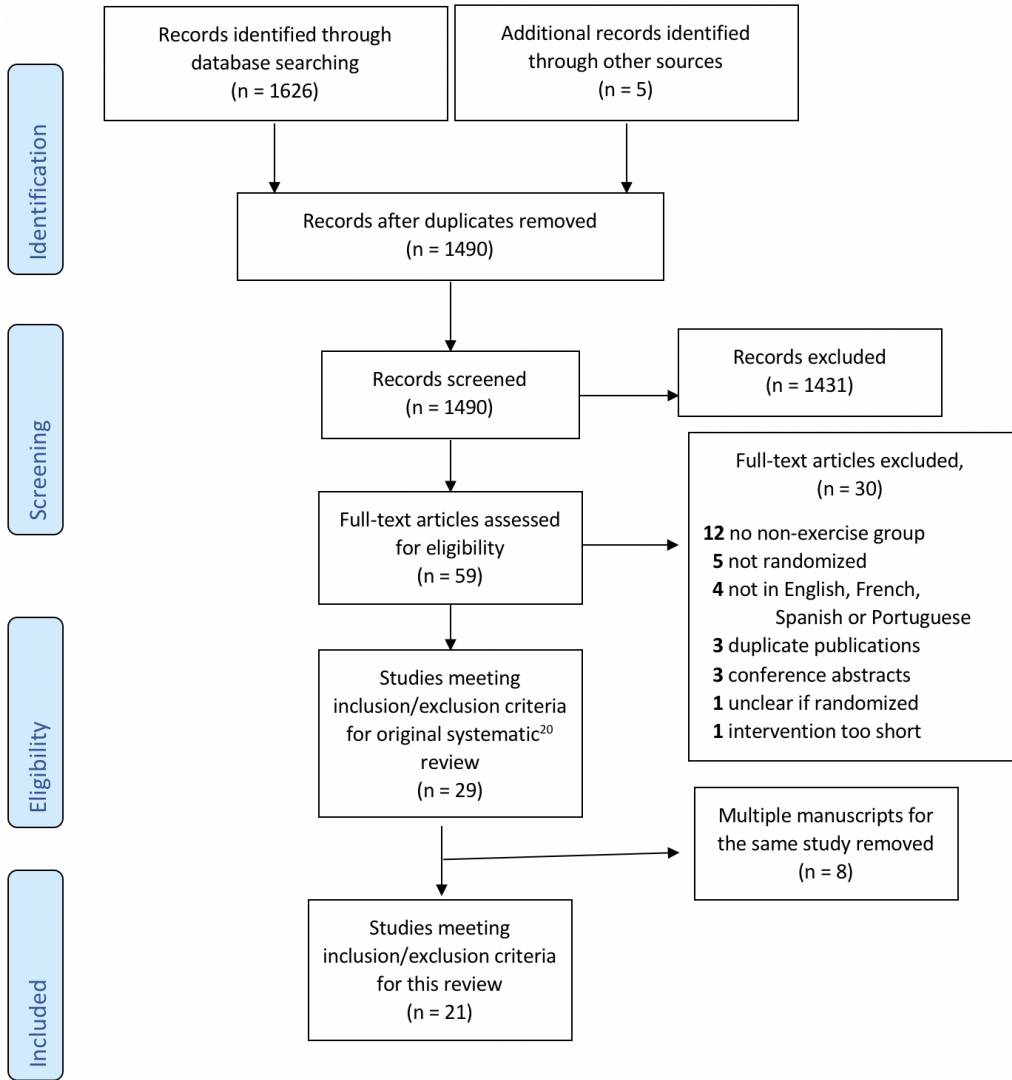 Records identified through
database searching
(n = 1626)
Additional records identified
through other sources
(n = 5)
Identification
Records after duplicates removed
(n = 1490)
Screening
Records screened
(n = 1490)
Records excluded
(n = 1431)
Full-text articles assessed
for eligibility
(n = 59)
Full-text articles excluded,
(n = 30)
12 no non-exercise group
5 not randomized
4 not in English, French,
Spanish or Portuguese
3 duplicate publications
3 conference abstracts
1 unclear if randomized
1 intervention too short
Eligibility
Studies meeting
inclusion/exclusion criteria
for original systematic20
review
(n = 29)
Multiple manuscripts for
the same study removed
(n = 8)
Included
Studies meeting
inclusion/exclusion criteria
for this review
(n = 21)